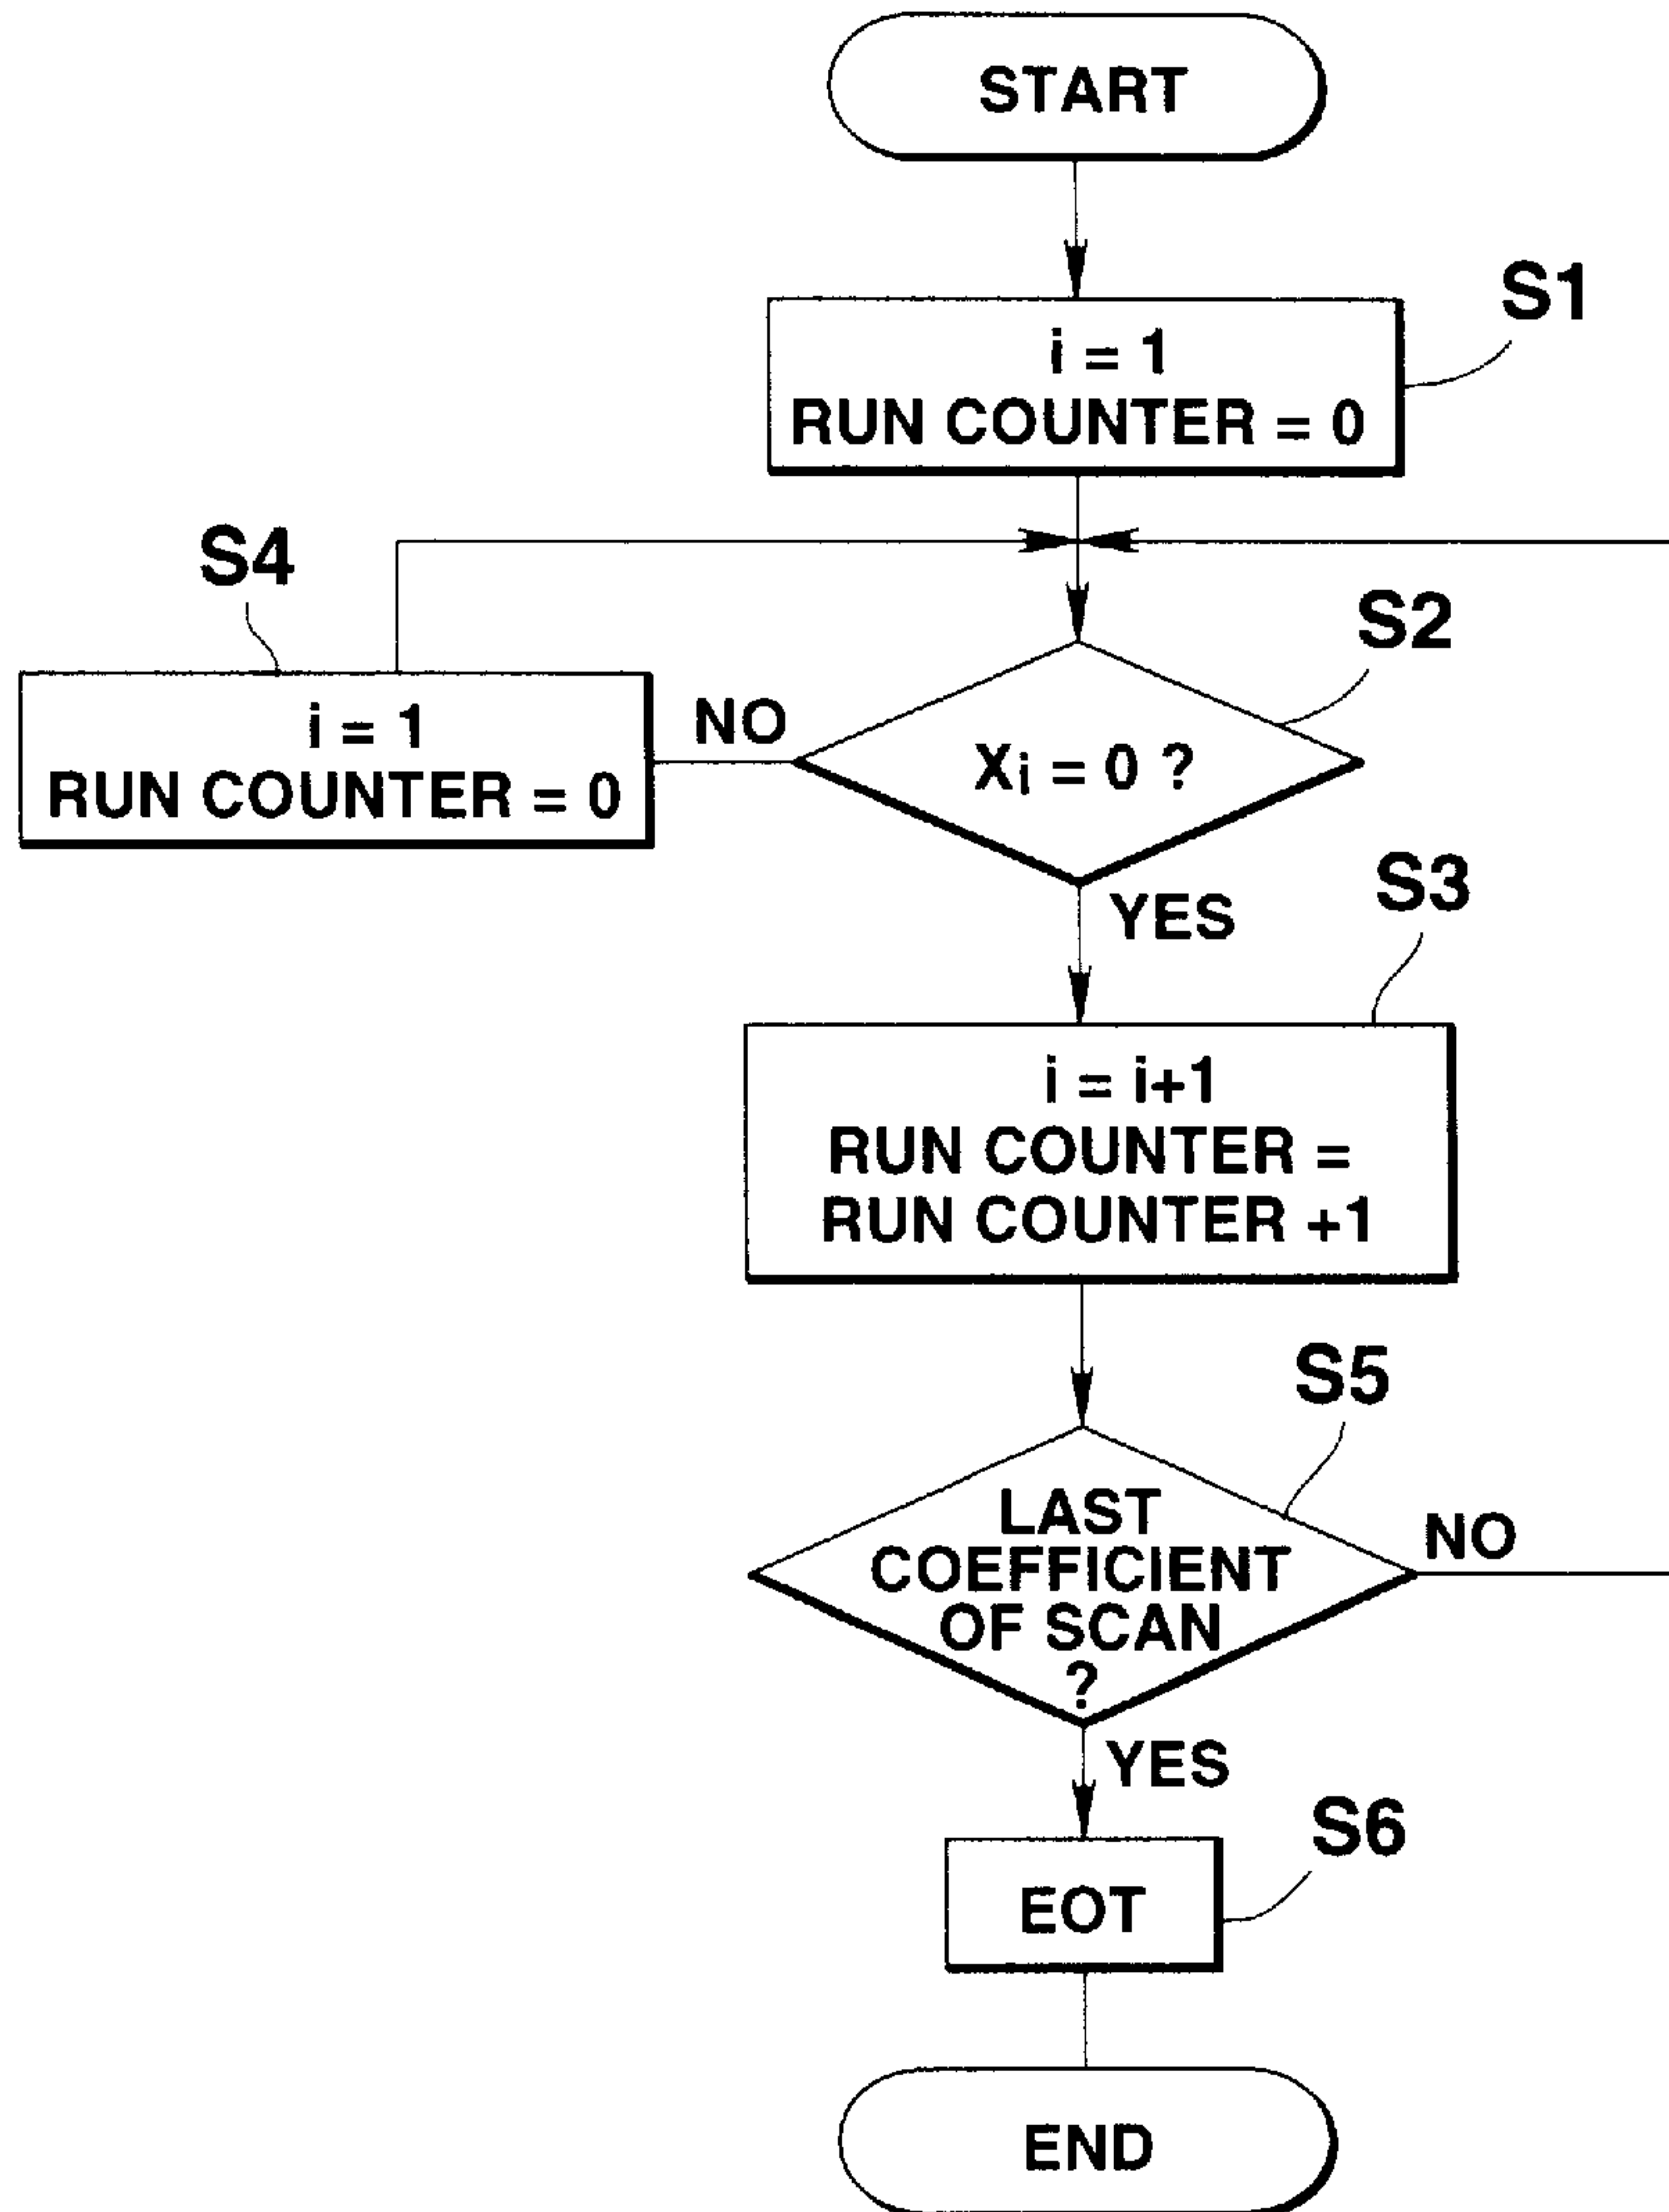 START
S1
i = 1
RUN COUNTER = 0
S4
S2
i = 1
RUN COUNTER = 0
NO
Xi = 0 ?
YES
S3
i = i+1
RUN COUNTER =
RUN COUNTER +1
S5
LAST
COEFFICIENT
OF SCAN
?
NO
YES
S6
EOT
END